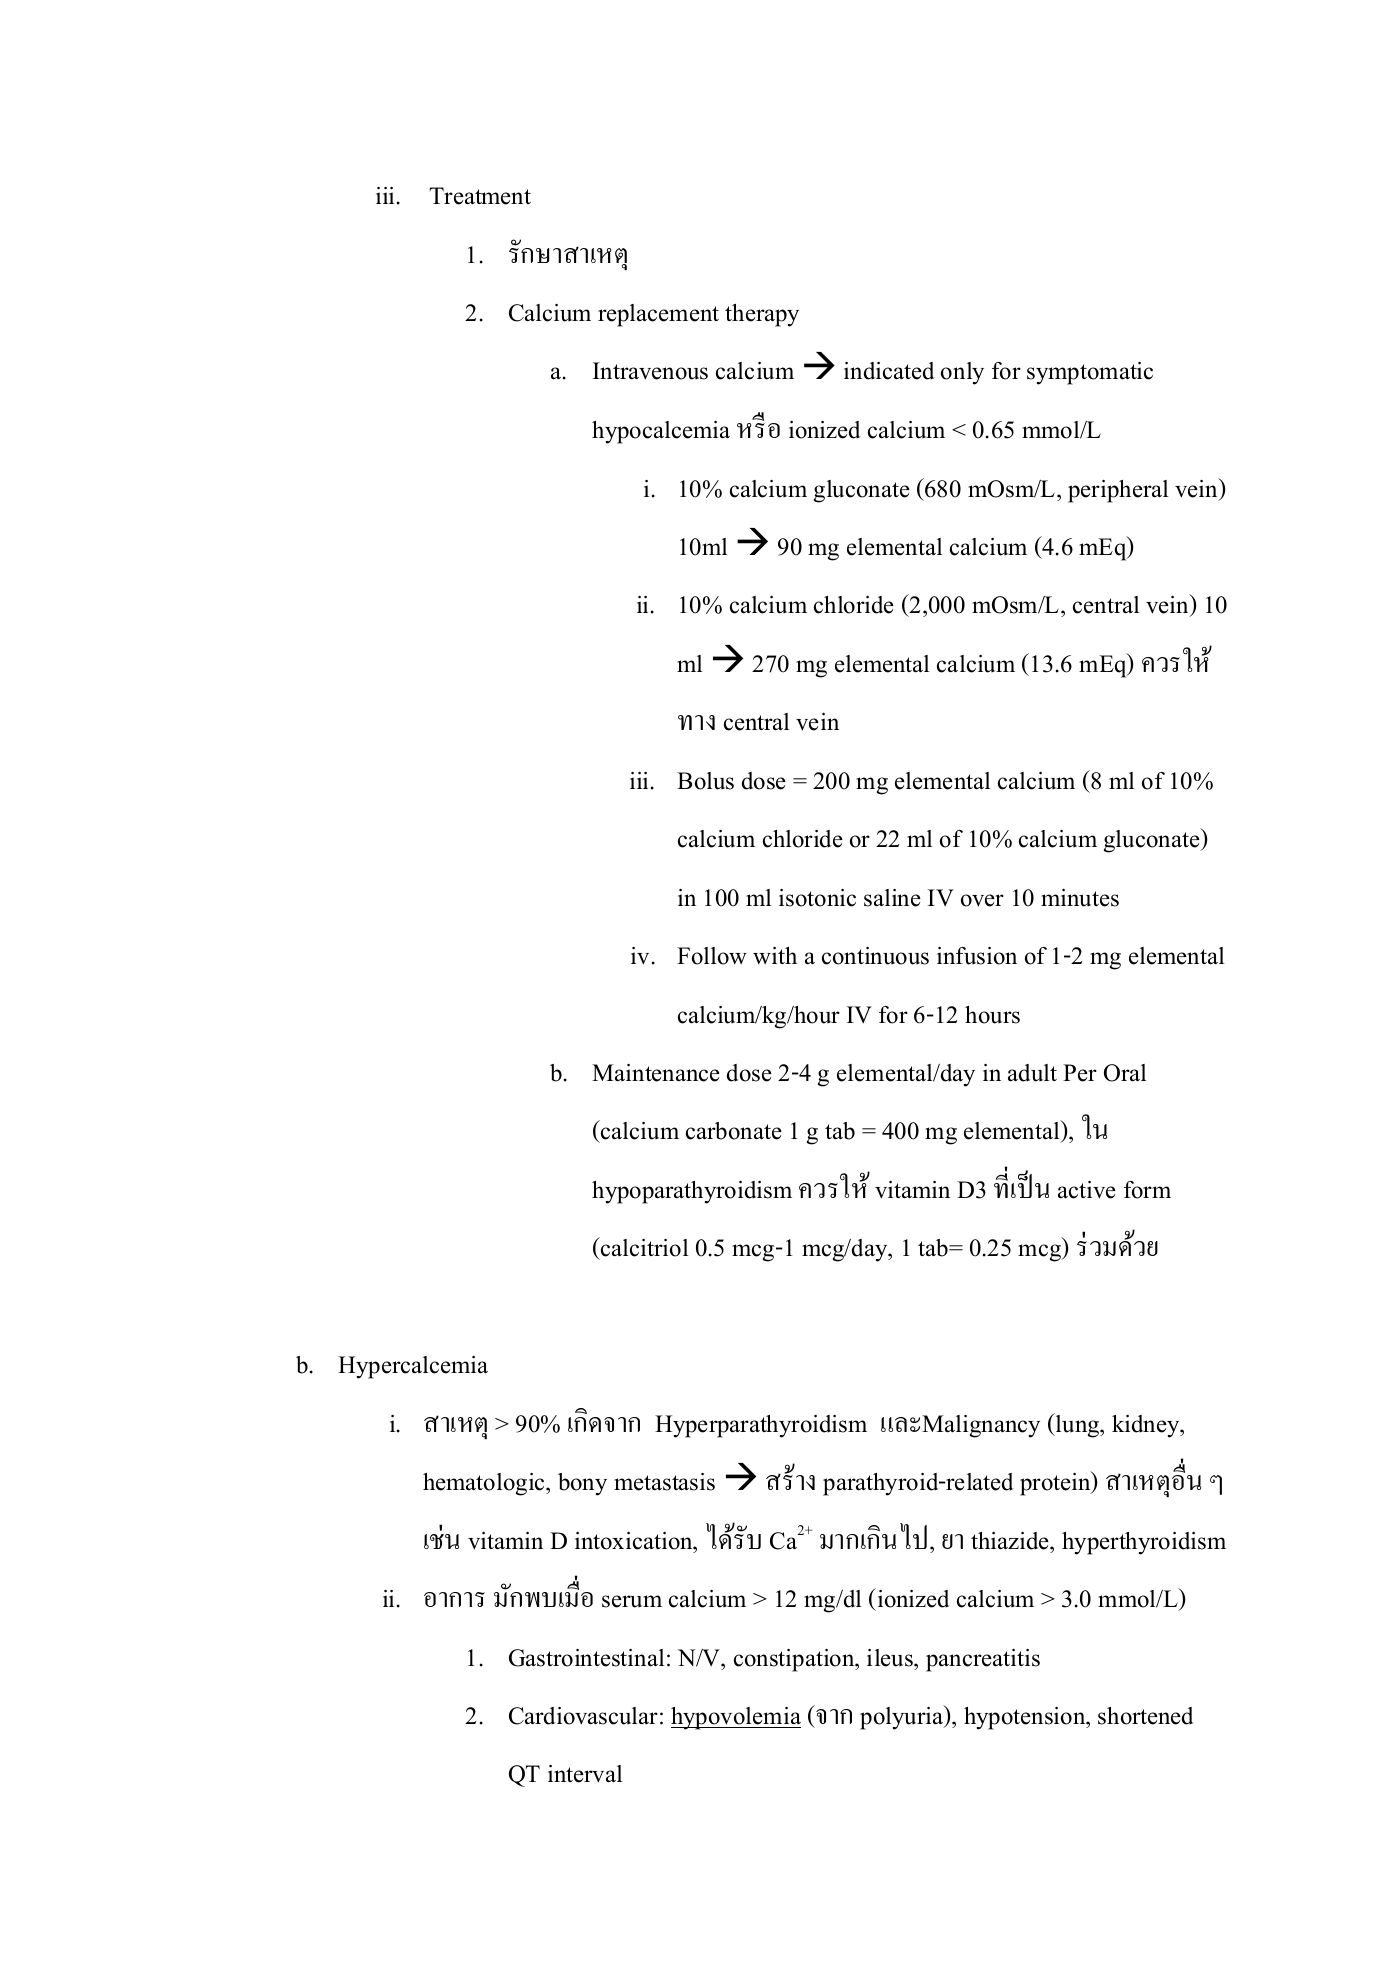 iii. Treatment
1. รักษาสาเหตุ
2. Calcium replacement therapy
a. Intravenous calcium → indicated only for symptomatic
hypocalcemia หรือ ionized calcium < 0.65 mmol/L
i. 10% calcium gluconate (680 mOsm/L, peripheral vein)
10ml → 90 mg elemental calcium (4.6 mEq)
ii. 10% calcium chloride (2,000 mOsm/L, central vein) 10
ml → 270 mg elemental calcium (13.6 mEq) ควรให้
ทาง central vein
iii. Bolus dose = 200 mg elemental calcium (8 ml of 10%
calcium chloride or 22 ml of 10% calcium gluconate)
in 100 ml isotonic saline IV over 10 minutes
iv. Follow with a continuous infusion of 1-2 mg elemental
calcium/kg/hour IV for 6-12 hours
b. Maintenance dose 2-4 g elemental/day in adult Per Oral
(calcium carbonate 1 g tab = 400 mg elemental), ใน
hypoparathyroidism ควรให้ vitamin D3 ที่เป็น active form
(calcitriol 0.5 mcg-1 mcg/day, 1 tab= 0.25 mcg) ร่วมด้วย
b. Hypercalcemia
i. สาเหตุ > 90% เกิดจาก Hyperparathyroidism และMalignancy (lung, kidney,
hematologic, bony metastasis → สร้าง parathyroid-related protein) สาเหตุอื่น ๆ
เช่น vitamin D intoxication, ได้รับ Ca²⁺ มากเกินไป, ยา thiazide, hyperthyroidism
ii. อาการ มักพบเมื่อ serum calcium > 12 mg/dl (ionized calcium > 3.0 mmol/L)
1. Gastrointestinal: N/V, constipation, ileus, pancreatitis
2. Cardiovascular: hypovolemia (จาก polyuria), hypotension, shortened
QT interval